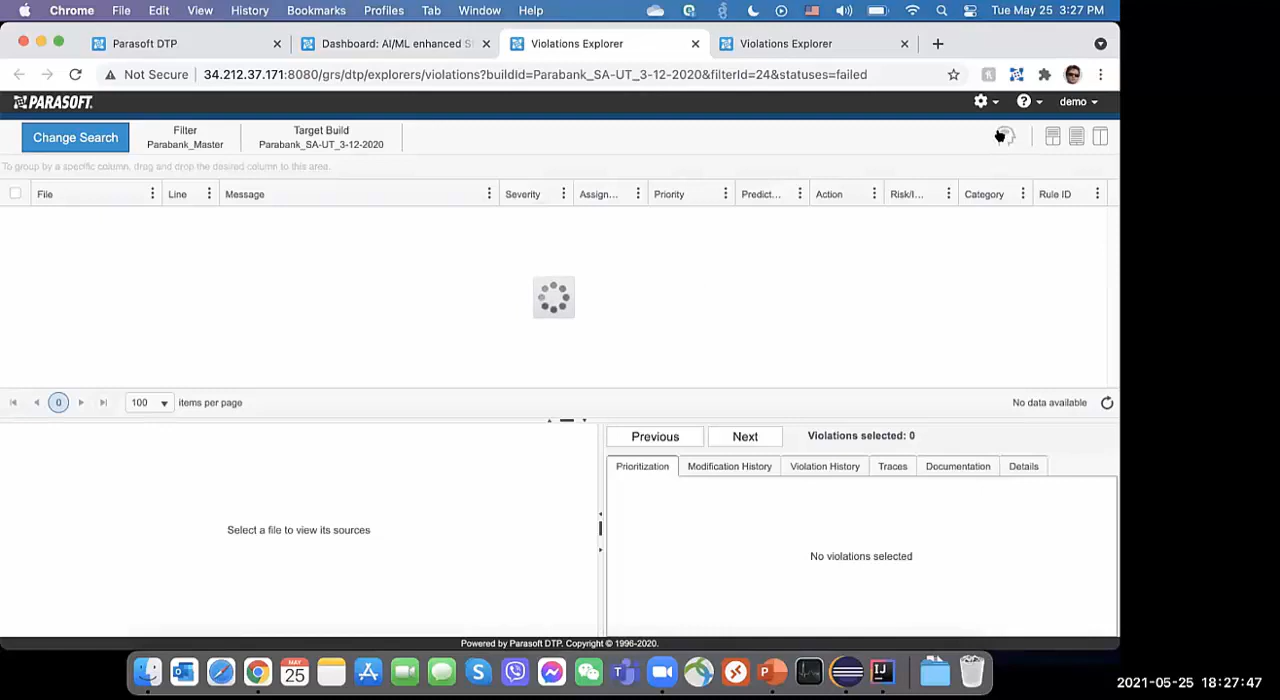 Chrome File Edit View History Bookmarks Profiles Tab Window Help Tue May 25 3:27 PM
Parasoft DTP Dashboard: AI/ML enhanced S Violations Explorer Violations Explorer
Not Secure 34.212.37.171:8080/grs/dtp/explorers/violations?buildId=Parabank_SA-UT_3-12-2020&filterId=24&statuses=failed
PARASOFT. demo
Change Search
Filter
Parabank_Master
Target Build
Parabank_SA-UT_3-12-2020
To group by a specific column, drag and drop the desired column to this area.
File Line Message Severity Assign... Priority Predict... Action Risk/I... Category Rule ID
0 100 items per page No data available
Previous Next Violations selected: 0
Prioritization Modification History Violation History Traces Documentation Details
Select a file to view its sources
No violations selected
Powered by Parasoft DTP. Copyright © 1996-2020.
MAY
25
2021-05-25 18:27:47